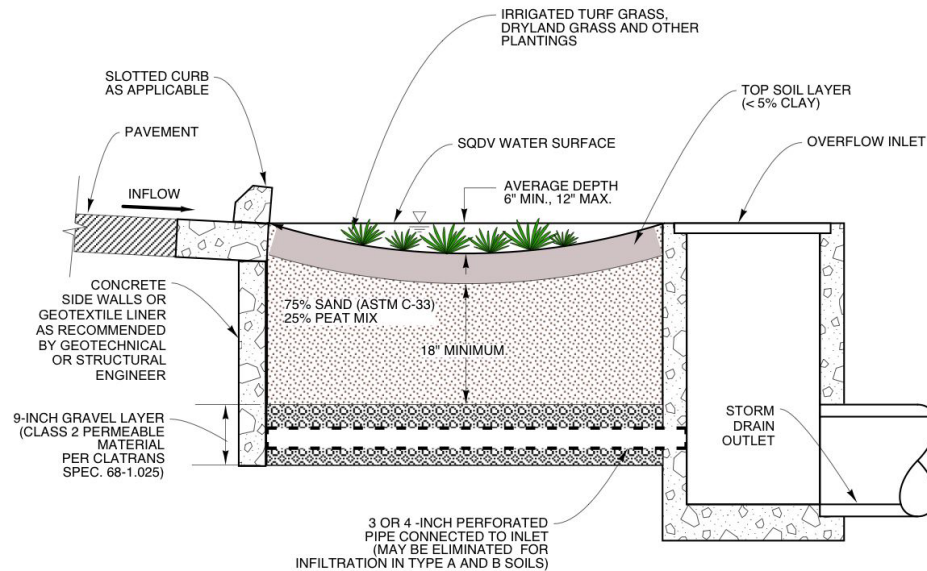 IRRIGATED TURF GRASS,
DRYLAND GRASS AND OTHER
PLANTINGS
SLOTTED CURB
AS APPLICABLE
TOP SOIL LAYER
(< 5% CLAY)
PAVEMENT
SQDV WATER SURFACE
OVERFLOW INLET
INFLOW
AVERAGE DEPTH
6" MIN., 12" MAX.
CONCRETE
SIDE WALLS OR
GEOTEXTILE LINER
AS RECOMMENDED
BY GEOTECHNICAL
OR STRUCTURAL
ENGINEER
75% SAND (ASTM C-33)
25% PEAT MIX
18" MINIMUM
9-INCH GRAVEL LAYER
(CLASS 2 PERMEABLE
MATERIAL
PER CLATRANS
SPEC. 68-1.025)
STORM
DRAIN
OUTLET
3 OR 4 -INCH PERFORATED
PIPE CONNECTED TO INLET
(MAY BE ELIMINATED FOR
INFILTRATION IN TYPE A AND B SOILS)